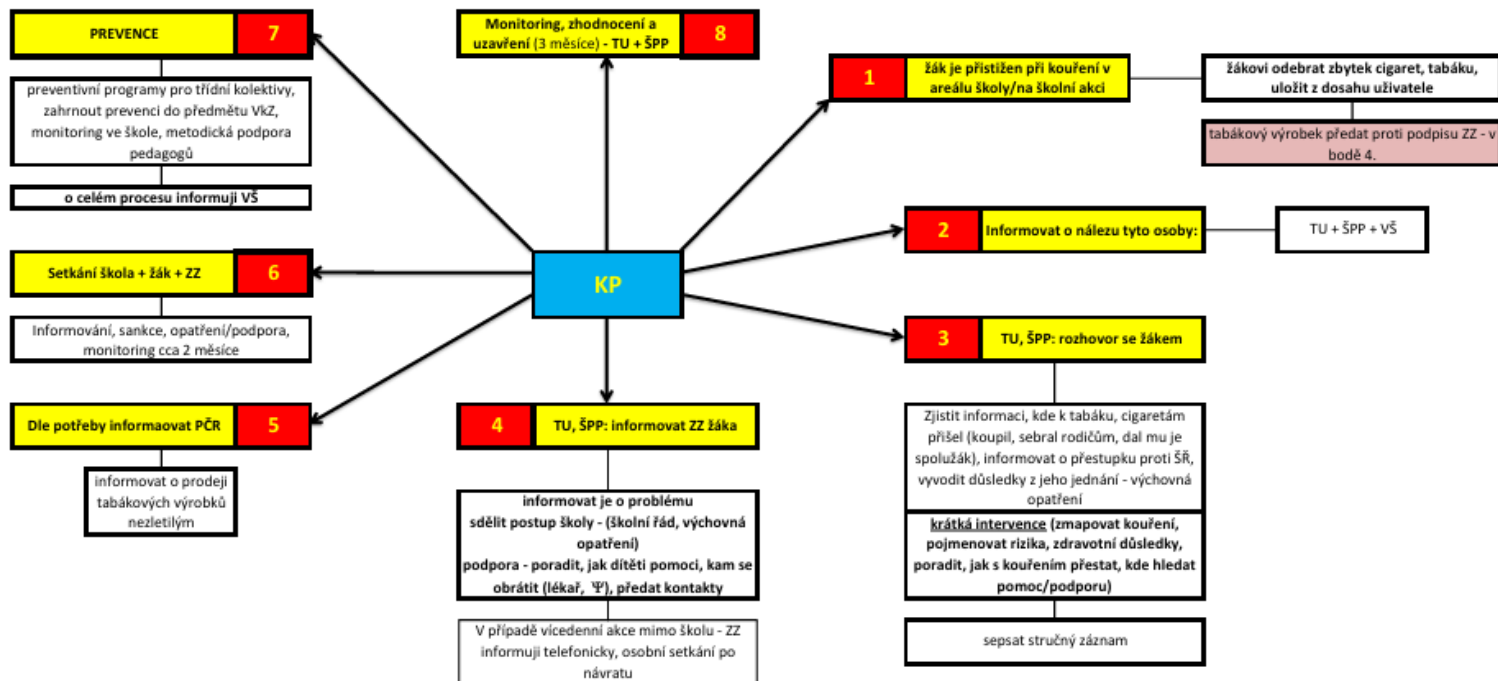 PREVENCE 7
preventivní programy pro třídní kolektivy,
zahrnout prevenci do předmětu VkZ,
monitoring ve škole, metodická podpora
pedagogů
o celém procesu informuji VŠ
Monitoring, zhodnocení a
uzavření (3 měsíce) - TU + ŠPP
8
1
žák je přistižen při kouření v
areálu školy/na školní akci
žákovi odebrat zbytek cigaret, tabáku,
uložit z dosahu uživatele
tabákový výrobek předat proti podpisu ZZ - v
bodě 4.
2 Informovat o nálezu tyto osoby:
TU + ŠPP + VŠ
Setkání škola + žák + ZZ 6
Informování, sankce, opatření/podpora,
monitoring cca 2 měsíce
KP
3 TU, ŠPP: rozhovor se žákem
Zjistit informaci, kde k tabáku, cigaretám
přišel (koupil, sebral rodičům, dal mu je
spolužák), informovat o přestupku proti ŠŘ,
vyvodit důsledky z jeho jednání - výchovná
opatření
krátká intervence (zmapovat kouření,
pojmenovat rizika, zdravotní důsledky,
poradit, jak s kouřením přestat, kde hledat
pomoc/podporu)
sepsat stručný záznam
Dle potřeby informaovat PČR 5
informovat o prodeji
tabákových výrobků
nezletilým
4 TU, ŠPP: informovat ZZ žáka
informovat je o problému
sdělit postup školy - (školní řád, výchovná
opatření)
podpora - poradit, jak dítěti pomoci, kam se
obrátit (lékař, Ψ), předat kontakty
V případě vícedenní akce mimo školu - ZZ
informuji telefonicky, osobní setkání po
návratu